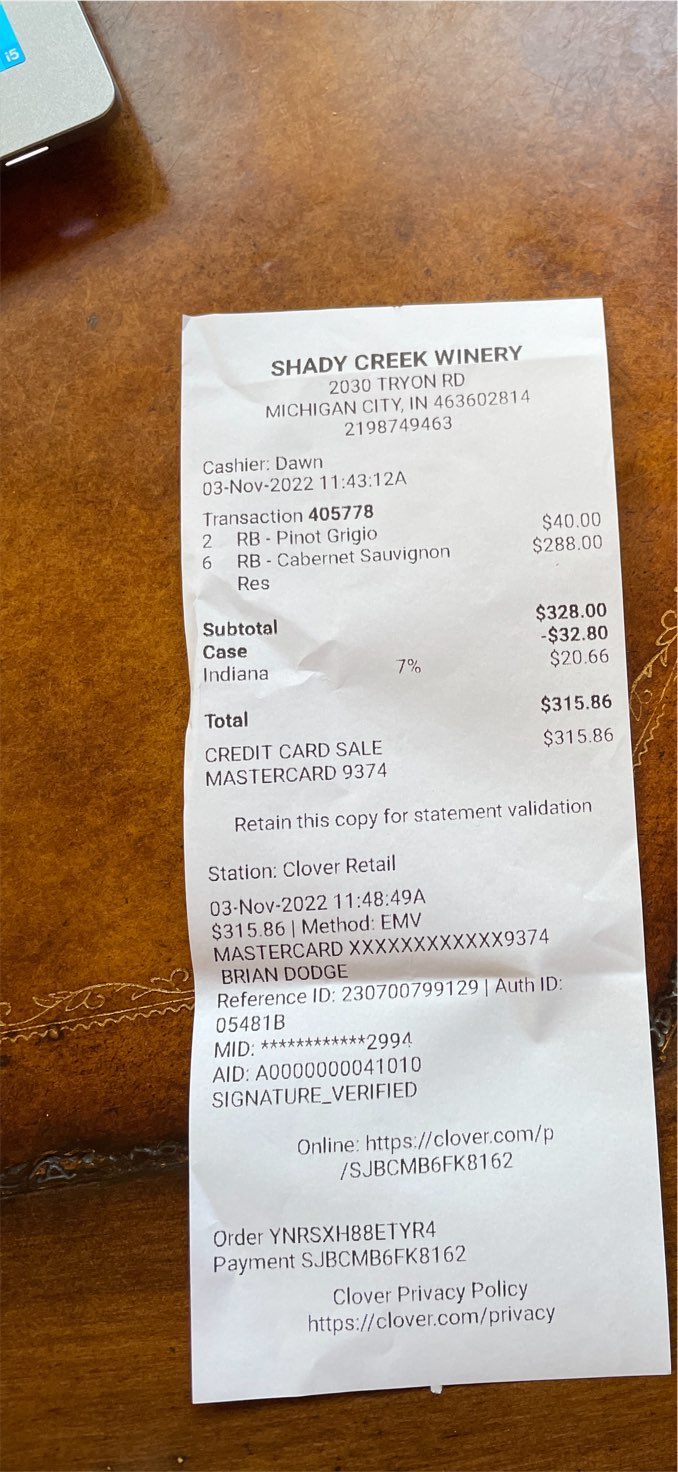 i5
SHADY CREEK WINERY
2030 TRYON RD
MICHIGAN CITY, IN 463602814
2198749463
Cashier: Dawn
03-Nov-2022 11:43:12A
Transaction 405778
2 RB - Pinot Grigio $40.00
6 RB - Cabernet Sauvignon $288.00
Res
Subtotal $328.00
Case -$32.80
Indiana 7% $20.66
Total $315.86
CREDIT CARD SALE $315.86
MASTERCARD 9374
Retain this copy for statement validation
Station: Clover Retail
03-Nov-2022 11:48:49A
$315.86 | Method: EMV
MASTERCARD XXXXXXXXXXXX9374
BRIAN DODGE
Reference ID: 230700799129 | Auth ID:
05481B
MID: ************2994
AID: A0000000041010
SIGNATURE_VERIFIED
Online: https://clover.com/p
/SJBCMB6FK8162
Order YNRSXH88ETYR4
Payment SJBCMB6FK8162
Clover Privacy Policy
https://clover.com/privacy